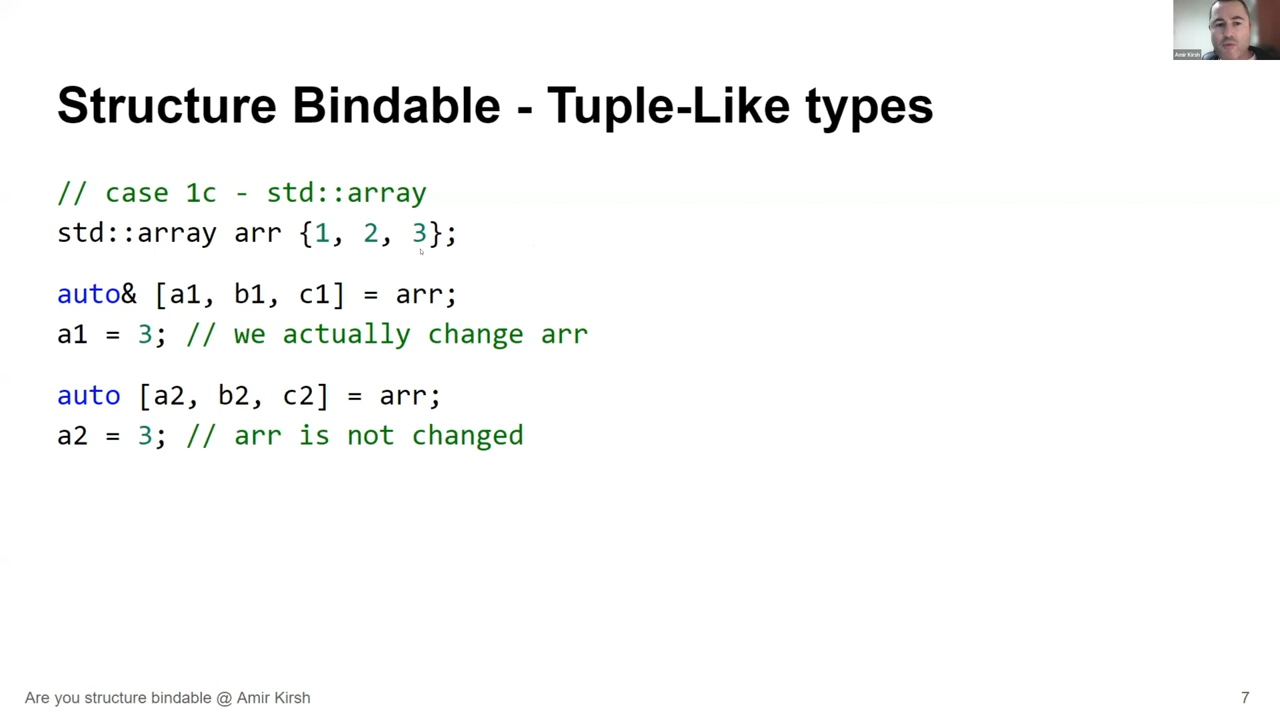 Amir Kirsh
Structure Bindable - Tuple-Like types
// case 1c - std::array
std::array arr {1, 2, 3};
auto& [a1, b1, c1] = arr;
a1 = 3; // we actually change arr
auto [a2, b2, c2] = arr;
a2 = 3; // arr is not changed
Are you structure bindable @ Amir Kirsh
7